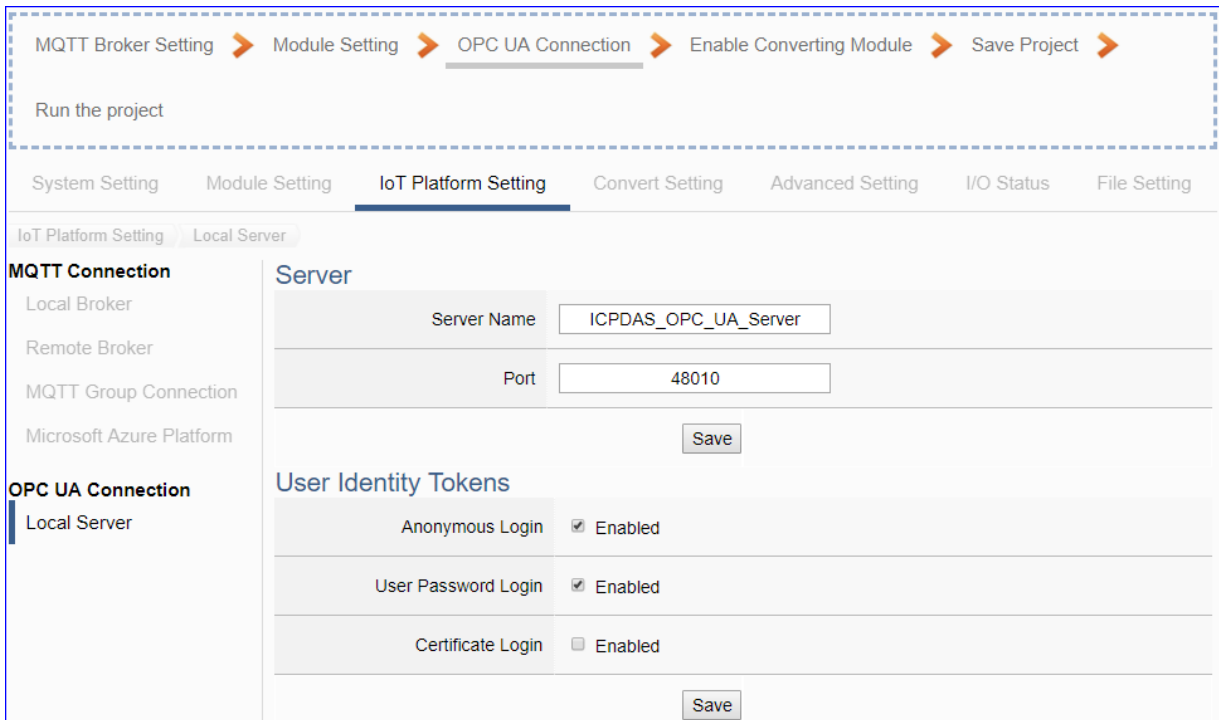 MQTT Broker Setting Module Setting OPC UA Connection Enable Converting Module Save Project
Run the project
System Setting Module Setting IoT Platform Setting Convert Setting Advanced Setting I/O Status File Setting
IoT Platform Setting Local Server
MQTT Connection
Local Broker
Remote Broker
MQTT Group Connection
Microsoft Azure Platform
OPC UA Connection
Local Server
Server
Server Name ICPDAS_OPC_UA_Server
Port 48010
Save
User Identity Tokens
Anonymous Login Enabled
User Password Login Enabled
Certificate Login Enabled
Save